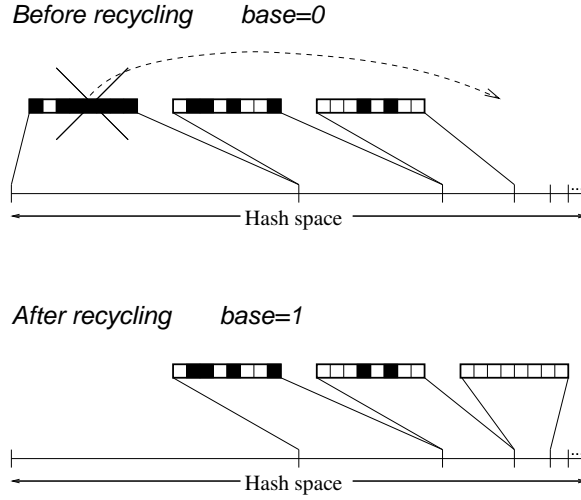 Before recycling base=0
...
Hash space
After recycling base=1
...
Hash space